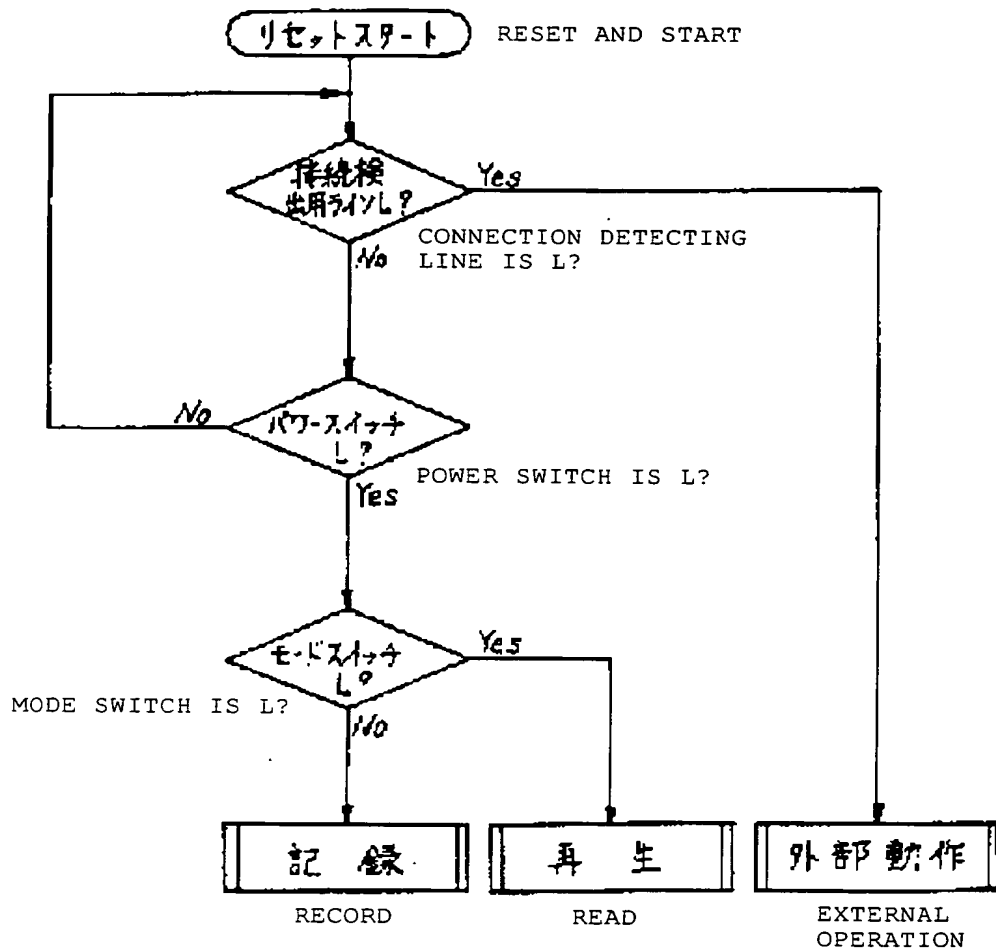 リセットスタート RESET AND START
接続検
出用ラインL?
Yes
CONNECTION DETECTING
LINE IS L?
No
No
パワースイッチ
L?
POWER SWITCH IS L?
Yes
モードスイッチ
L?
Yes
MODE SWITCH IS L?
No
記録
再生
外部動作
RECORD
READ
EXTERNAL
OPERATION